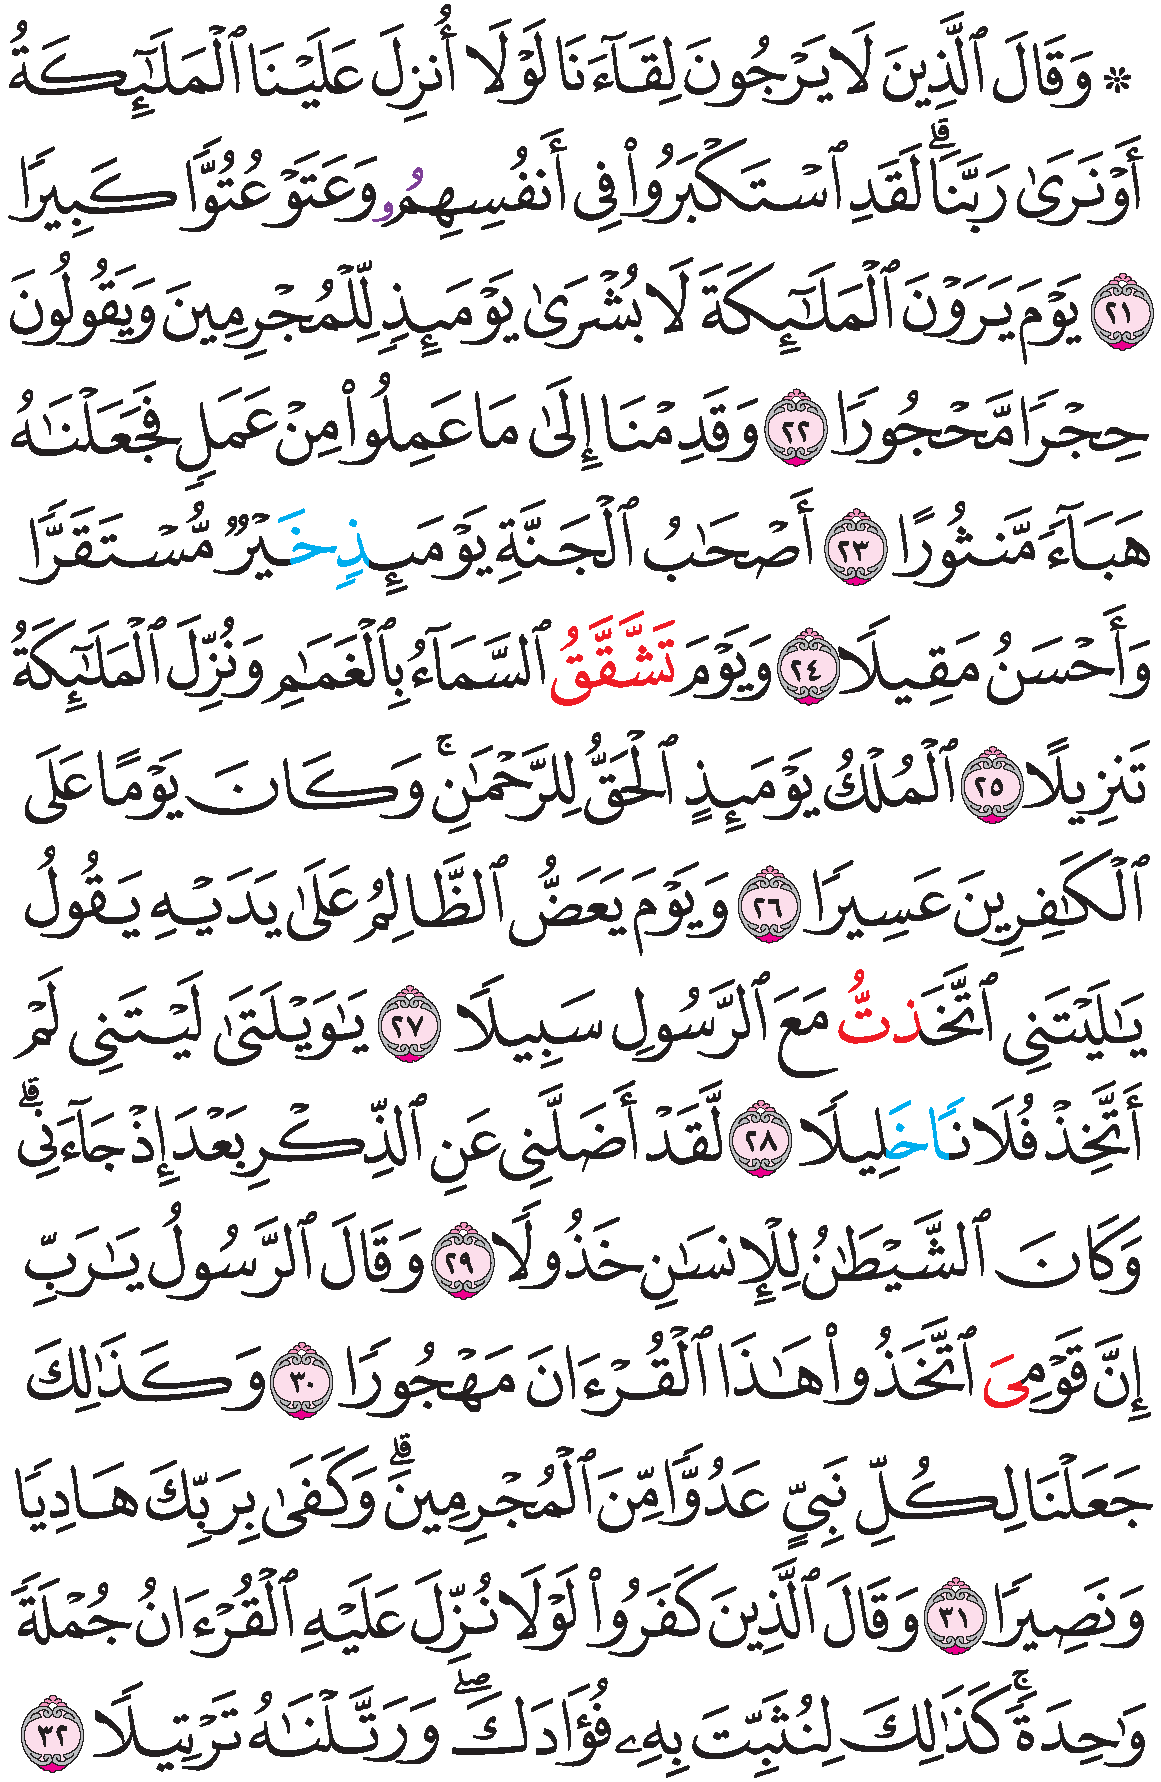 ۞ وَقَالَ ٱلَّذِينَ لَا يَرۡجُونَ لِقَآءَنَا لَوۡلَآ أُنزِلَ عَلَيۡنَا ٱلۡمَلَٰٓئِكَةُ
أَوۡ نَرَىٰ رَبَّنَاۗ لَقَدِ ٱسۡتَكۡبَرُواْ فِيٓ أَنفُسِهِمُۥ وَعَتَوۡ عُتُوّٗا كَبِيرٗا
٢١ يَوۡمَ يَرَوۡنَ ٱلۡمَلَٰٓئِكَةَ لَا بُشۡرَىٰ يَوۡمَئِذٖ لِّلۡمُجۡرِمِينَ وَيَقُولُونَ
حِجۡرٗا مَّحۡجُورٗا ٢٢ وَقَدِمۡنَآ إِلَىٰ مَا عَمِلُواْ مِنۡ عَمَلٖ فَجَعَلۡنَٰهُ
هَبَآءٗ مَّنثُورًا ٢٣ أَصۡحَٰبُ ٱلۡجَنَّةِ يَوۡمَئِذٍ خَيۡرٞ مُّسۡتَقَرّٗا
وَأَحۡسَنُ مَقِيلٗا ٢٤ وَيَوۡمَ تَشَّقَّقُ ٱلسَّمَآءُ بِٱلۡغَمَٰمِ وَنُزِّلَ ٱلۡمَلَٰٓئِكَةُ
تَنزِيلًا ٢٥ ٱلۡمُلۡكُ يَوۡمَئِذٍ ٱلۡحَقُّ لِلرَّحۡمَٰنِۚ وَكَانَ يَوۡمًا عَلَى
ٱلۡكَٰفِرِينَ عَسِيرٗا ٢٦ وَيَوۡمَ يَعَضُّ ٱلظَّالِمُ عَلَىٰ يَدَيۡهِ يَقُولُ
يَٰلَيۡتَنِي ٱتَّخَذتُّ مَعَ ٱلرَّسُولِ سَبِيلٗا ٢٧ يَٰوَيۡلَتَىٰ لَيۡتَنِي لَمۡ
أَتَّخِذۡ فُلَانًا خَلِيلٗا ٢٨ لَّقَدۡ أَضَلَّنِي عَنِ ٱلذِّكۡرِ بَعۡدَ إِذۡ جَآءَنِيۗ
وَكَانَ ٱلشَّيۡطَٰنُ لِلۡإِنسَٰنِ خَذُولٗا ٢٩ وَقَالَ ٱلرَّسُولُ يَٰرَبِّ
إِنَّ قَوۡمِيَ ٱتَّخَذُواْ هَٰذَا ٱلۡقُرۡءَانَ مَهۡجُورٗا ٣٠ وَكَذَٰلِكَ
جَعَلۡنَا لِكُلِّ نَبِيٍّ عَدُوّٗا مِّنَ ٱلۡمُجۡرِمِينَۗ وَكَفَىٰ بِرَبِّكَ هَادِيٗا
وَنَصِيرٗا ٣١ وَقَالَ ٱلَّذِينَ كَفَرُواْ لَوۡلَا نُزِّلَ عَلَيۡهِ ٱلۡقُرۡءَانُ جُمۡلَةٗ
وَٰحِدَةٗۚ كَذَٰلِكَ لِنُثَبِّتَ بِهِۦ فُؤَادَكَۖ وَرَتَّلۡنَٰهُ تَرۡتِيلٗا ٣٢